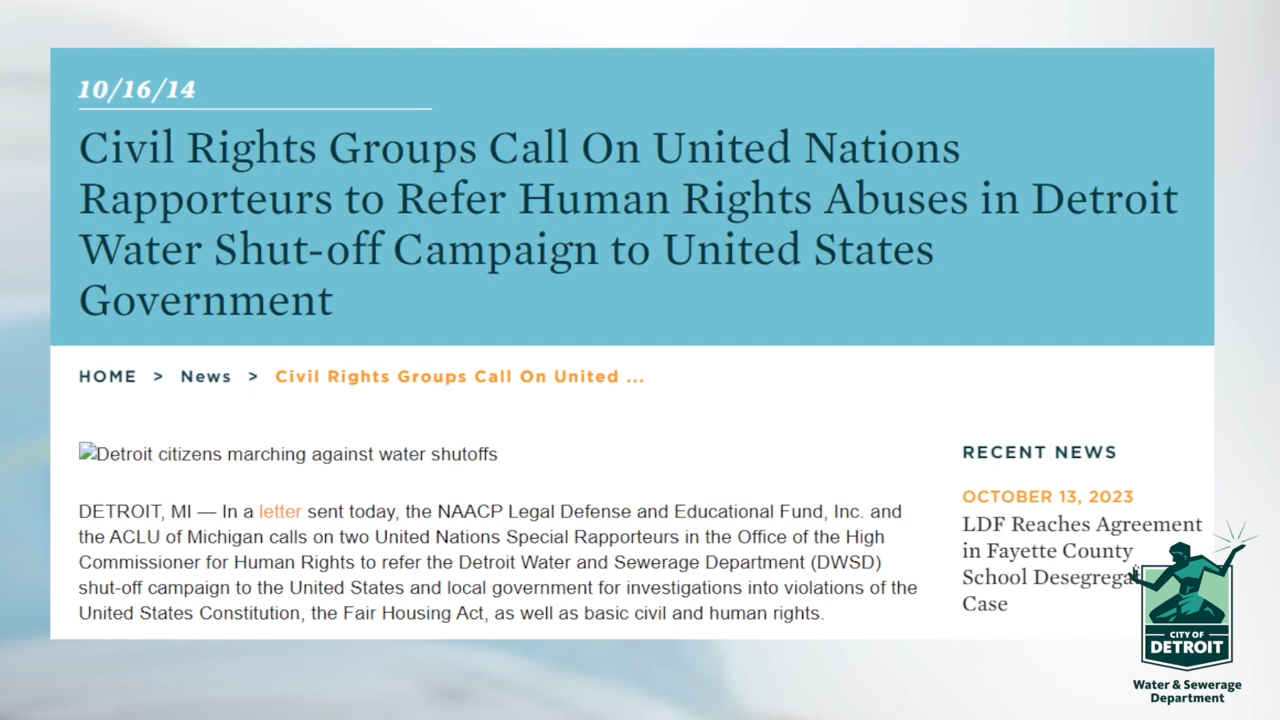 10/16/14
Civil Rights Groups Call On United Nations
Rapporteurs to Refer Human Rights Abuses in Detroit
Water Shut-off Campaign to United States
Government
HOME > News > Civil Rights Groups Call On United ...
Detroit citizens marching against water shutoffs
DETROIT, MI — In a letter sent today, the NAACP Legal Defense and Educational Fund, Inc. and
the ACLU of Michigan calls on two United Nations Special Rapporteurs in the Office of the High
Commissioner for Human Rights to refer the Detroit Water and Sewerage Department (DWSD)
shut-off campaign to the United States and local government for investigations into violations of the
United States Constitution, the Fair Housing Act, as well as basic civil and human rights.
RECENT NEWS
OCTOBER 13, 2023
LDF Reaches Agreement
in Fayette County
School
Case
CITY OF
DETROIT
Water & Sewerage
Department